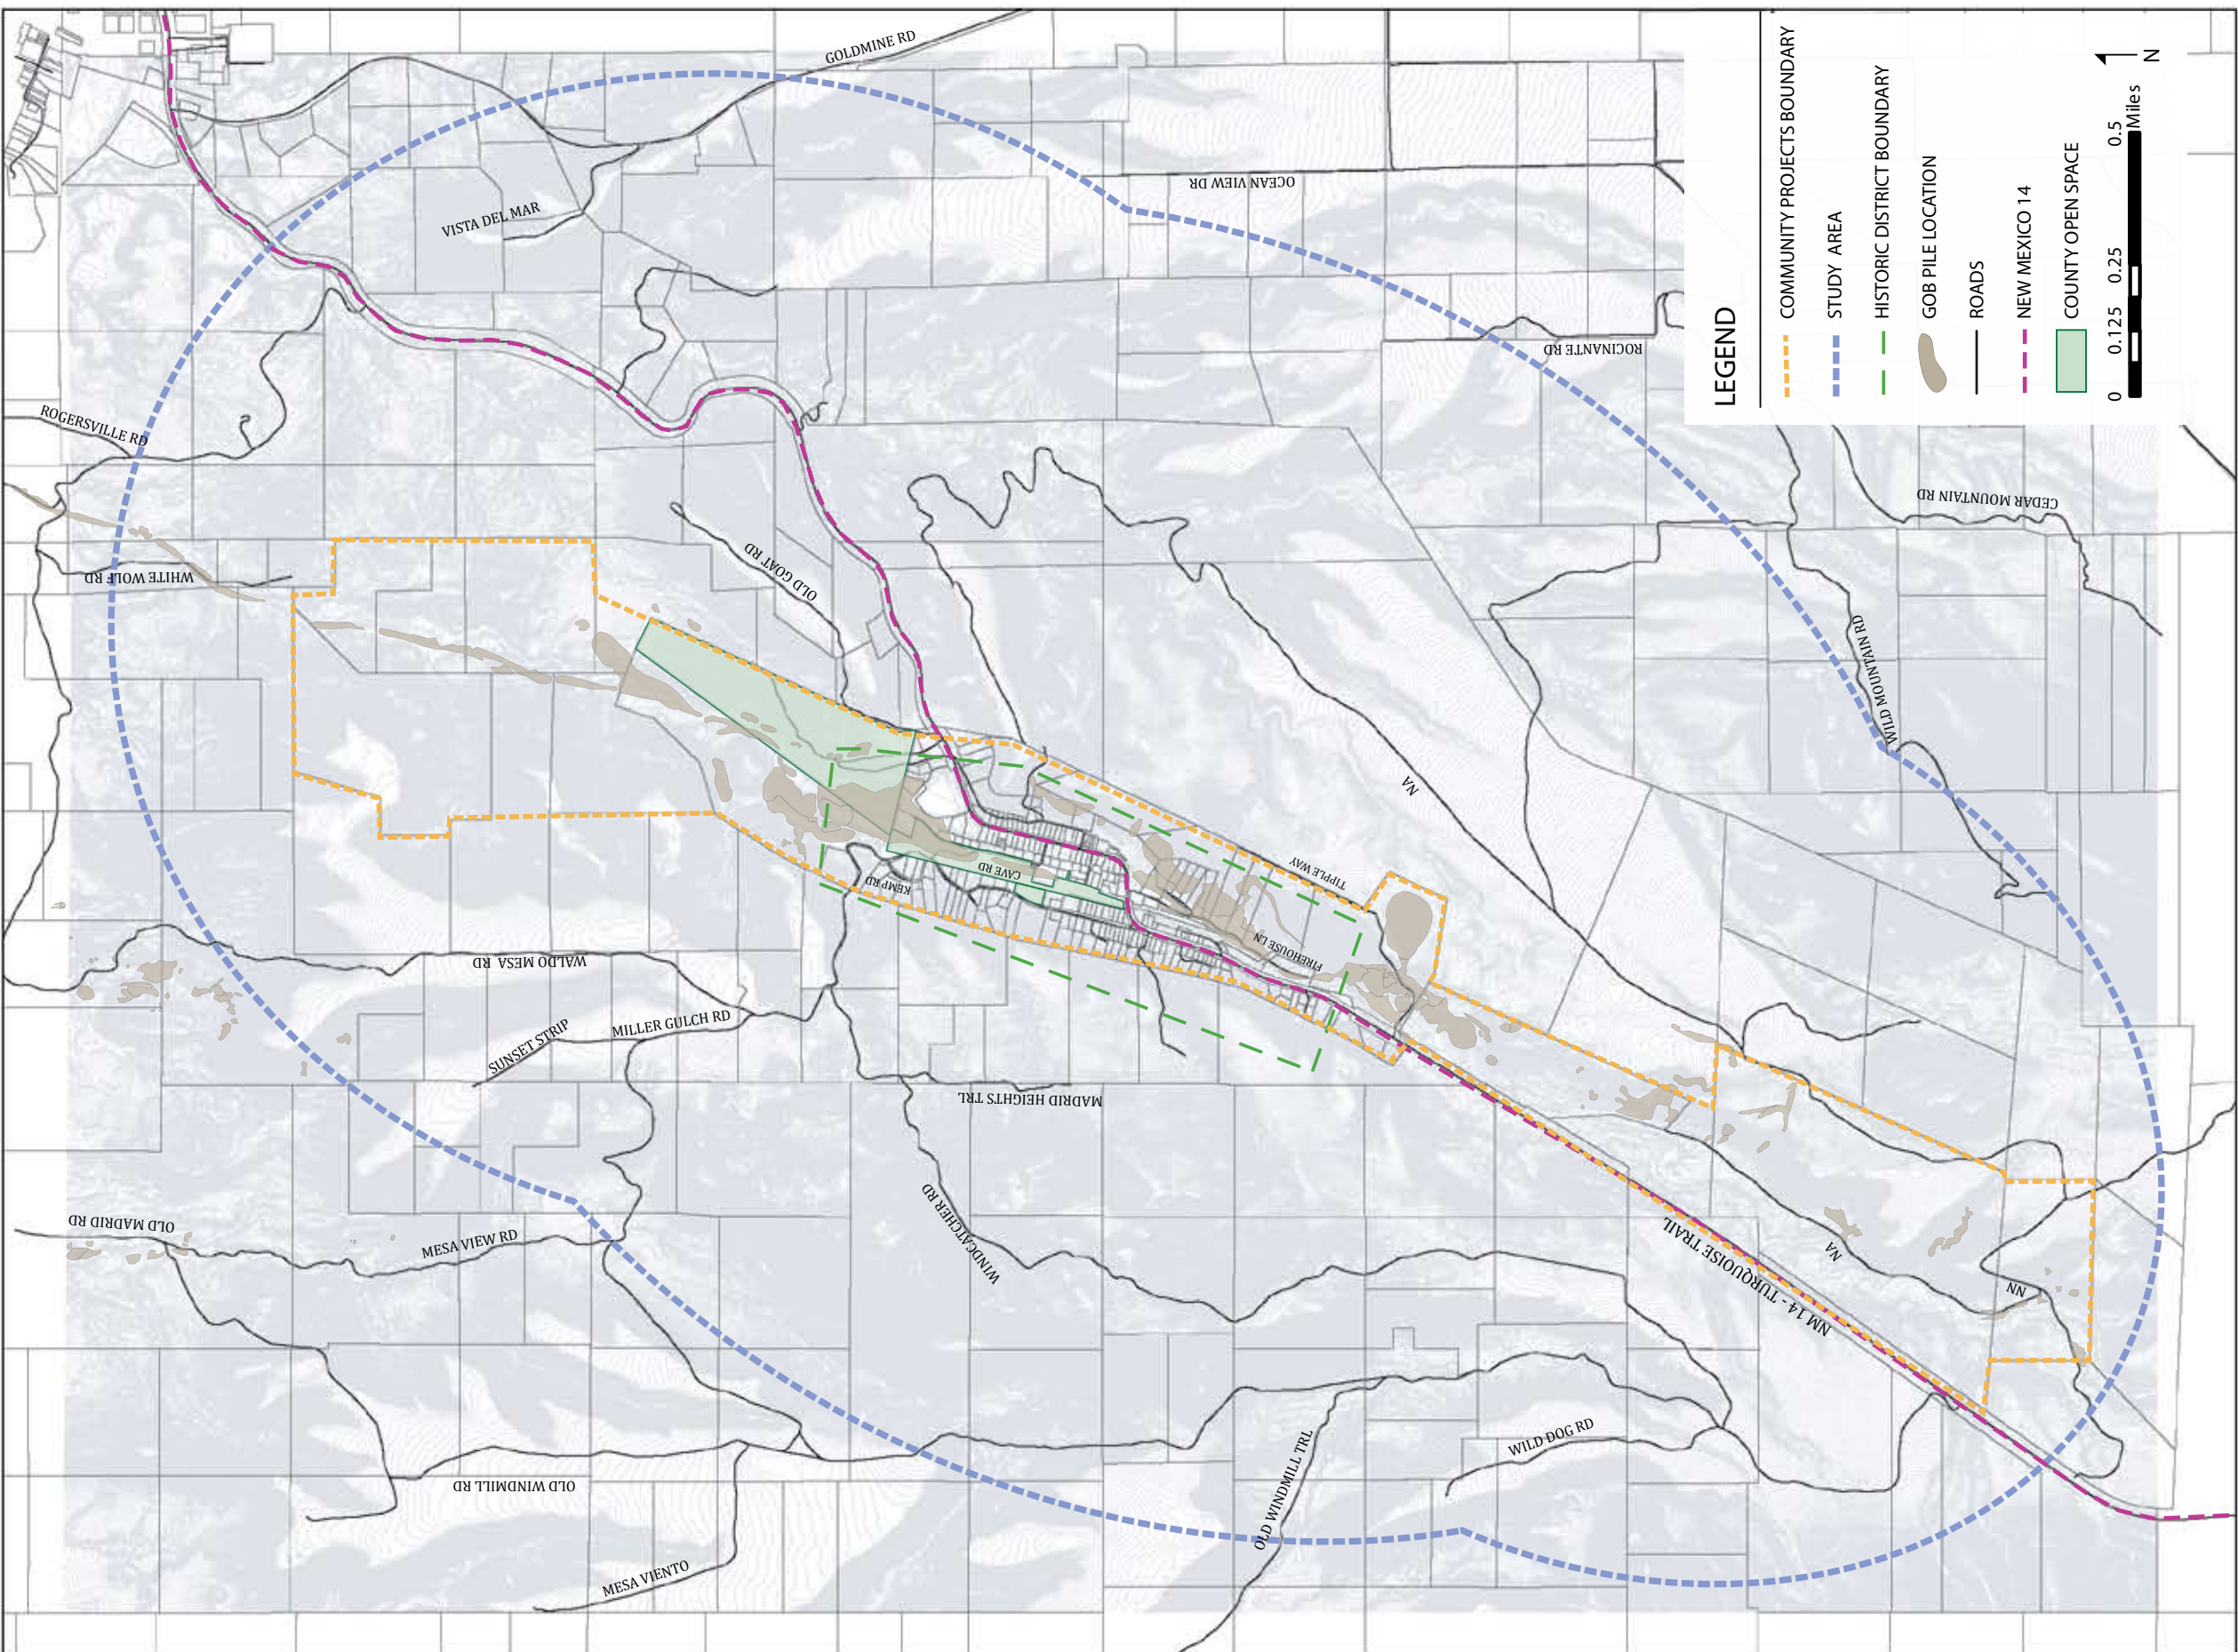 GOLDMINE RD
VISTA DEL MAR
OCEAN VIEW DR
ROCINANTE RD
ROGERSVILLE RD
WHITE WOLF RD
OLD GOAT RD
CEDAR MOUNTAIN RD
WILD MOUNTAIN RD
NA
TIPPLE WAY
CAVE RD
KEMP RD
FIREHOUSE LN
WALDO MESA RD
SUNSET STRIP
MILLER GULCH RD
MADRID HEIGHTS TRL
OLD MADRID RD
MESA VIEW RD
WINDCATCHER RD
NM 14 - TURQUOISE TRAIL
NA
NN
OLD WINDMILL RD
OLD WINDMILL TRL
WILD DOG RD
MESA VIENTO
LEGEND
COMMUNITY PROJECTS BOUNDARY
STUDY AREA
HISTORIC DISTRICT BOUNDARY
GOB PILE LOCATION
ROADS
NEW MEXICO 14
COUNTY OPEN SPACE
0 0.125 0.25 0.5
Miles
N